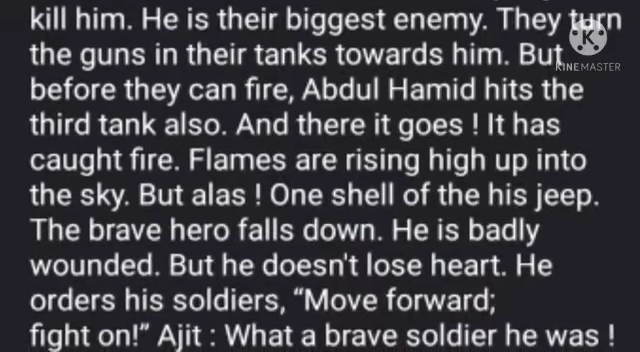 kill him. He is their biggest enemy. They turn
the guns in their tanks towards him. But
before they can fire, Abdul Hamid hits the
third tank also. And there it goes ! It has
caught fire. Flames are rising high up into
the sky. But alas ! One shell of the his jeep.
The brave hero falls down. He is badly
wounded. But he doesn't lose heart. He
orders his soldiers, “Move forward;
fight on!” Ajit : What a brave soldier he was !
K
KINEMASTER